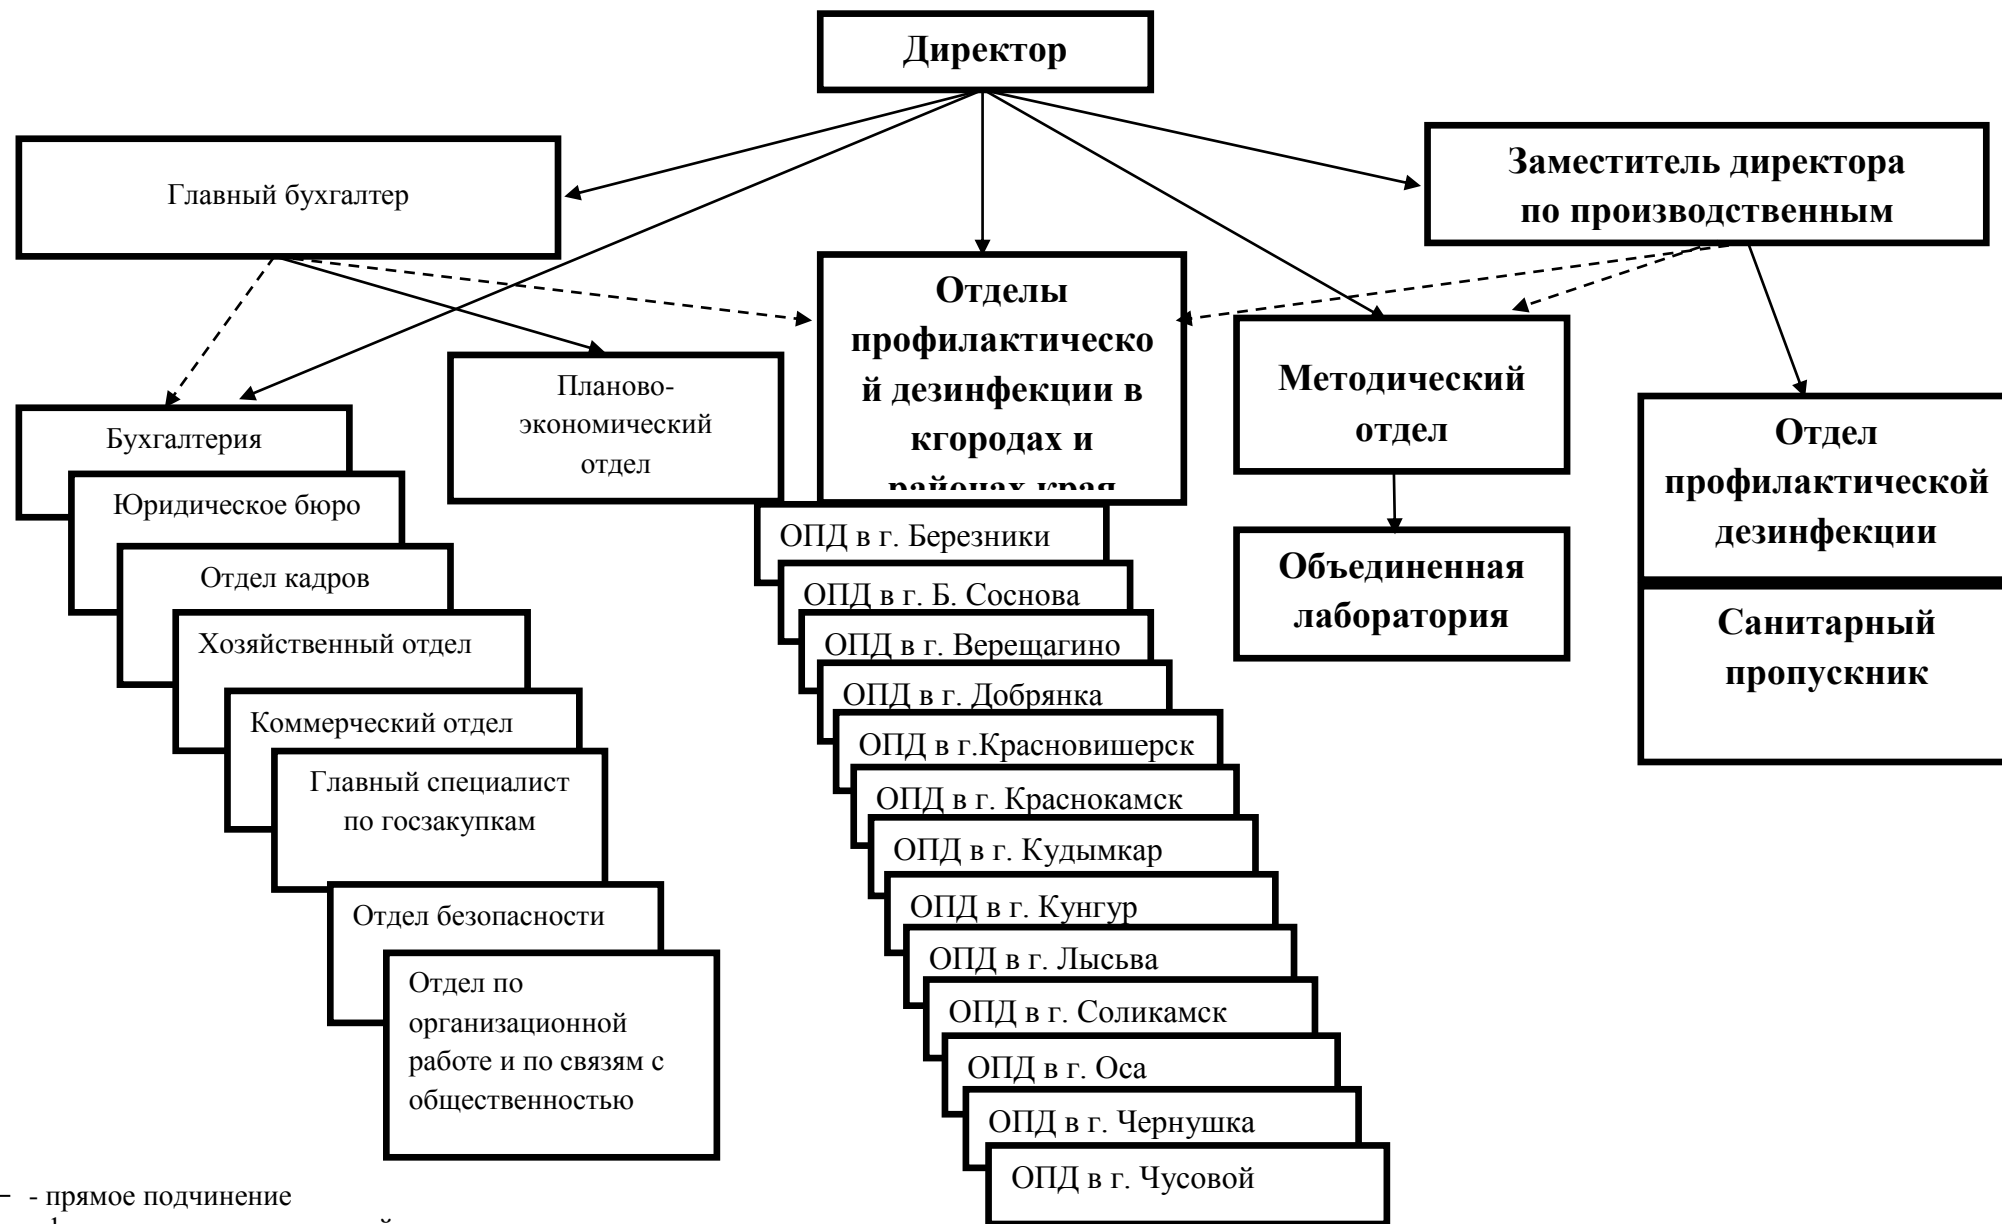 Директор
Главный бухгалтер
Заместитель директора
по производственным
Отделы
профилактическо
й дезинфекции в
кгородах и
районах края
Планово-
экономический
отдел
Методический
отдел
Отдел
профилактической
дезинфекции
Санитарный
пропускник
Объединенная
лаборатория
Бухгалтерия
Юридическое бюро
Отдел кадров
Хозяйственный отдел
Коммерческий отдел
Главный специалист
по госзакупкам
Отдел безопасности
Отдел по
организационной
работе и по связям с
общественностью
ОПД в г. Березники
ОПД в г. Б. Соснова
ОПД в г. Верещагино
ОПД в г. Добрянка
ОПД в г.Красновишерск
ОПД в г. Краснокамск
ОПД в г. Кудымкар
ОПД в г. Кунгур
ОПД в г. Лысьва
ОПД в г. Соликамск
ОПД в г. Оса
ОПД в г. Чернушка
ОПД в г. Чусовой
- прямое подчинение